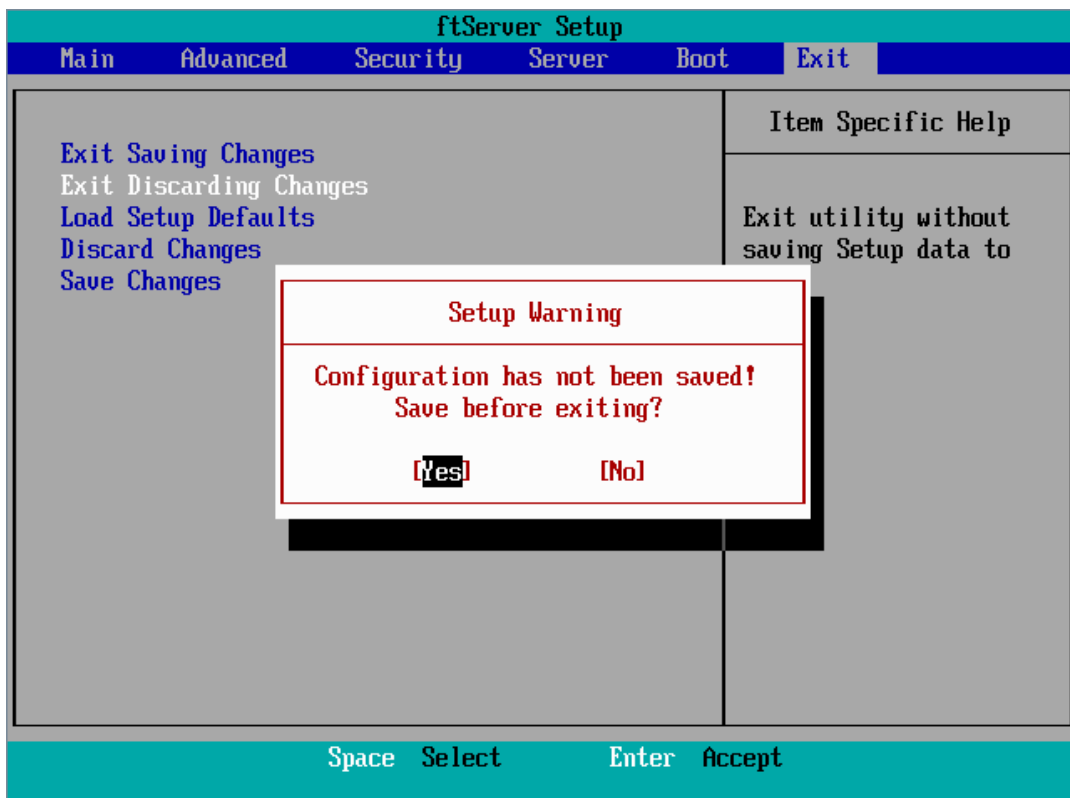 ftServer Setup
Main Advanced Security Server Boot Exit
Exit Saving Changes
Exit Discarding Changes
Load Setup Defaults
Discard Changes
Save Changes
Item Specific Help
Exit utility without
saving Setup data to
Setup Warning
Configuration has not been saved!
Save before exiting?
[Yes] [No]
Space Select Enter Accept